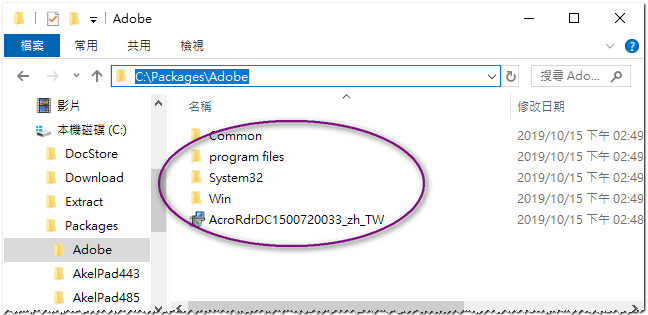 Adobe
檔案 常用 共用 檢視
C:\Packages\Adobe 搜尋 Ado...
影片
本機磁碟 (C:)
DocStore
Download
Extract
Packages
Adobe
AkelPad443
AkelPad485
名稱 修改日期
Common 2019/10/15 下午 02:49
program files 2019/10/15 下午 02:49
System32 2019/10/15 下午 02:49
Win 2019/10/15 下午 02:49
AcroRdrDC1500720033_zh_TW 2019/10/15 下午 02:48